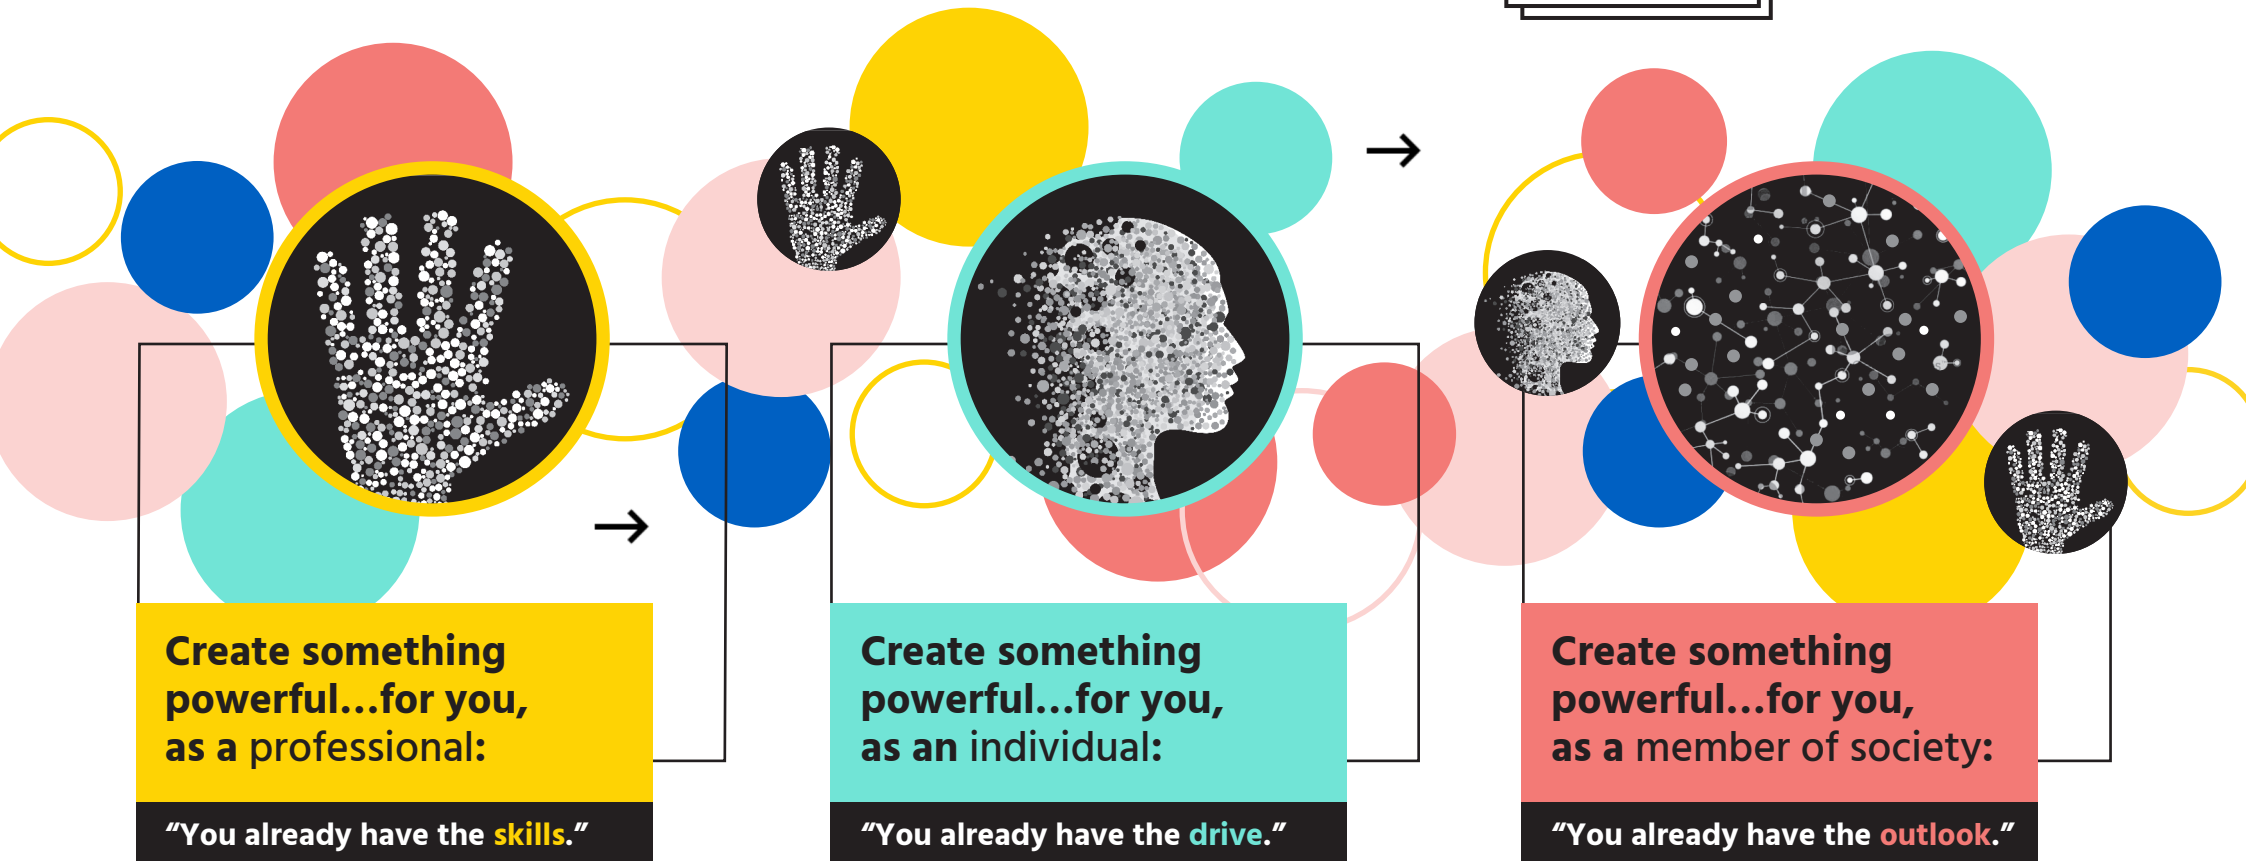 Create something
powerful…for you,
as a professional:
“You already have the skills.”
Create something
powerful…for you,
as an individual:
“You already have the drive.”
Create something
powerful…for you,
as a member of society:
“You already have the outlook.”